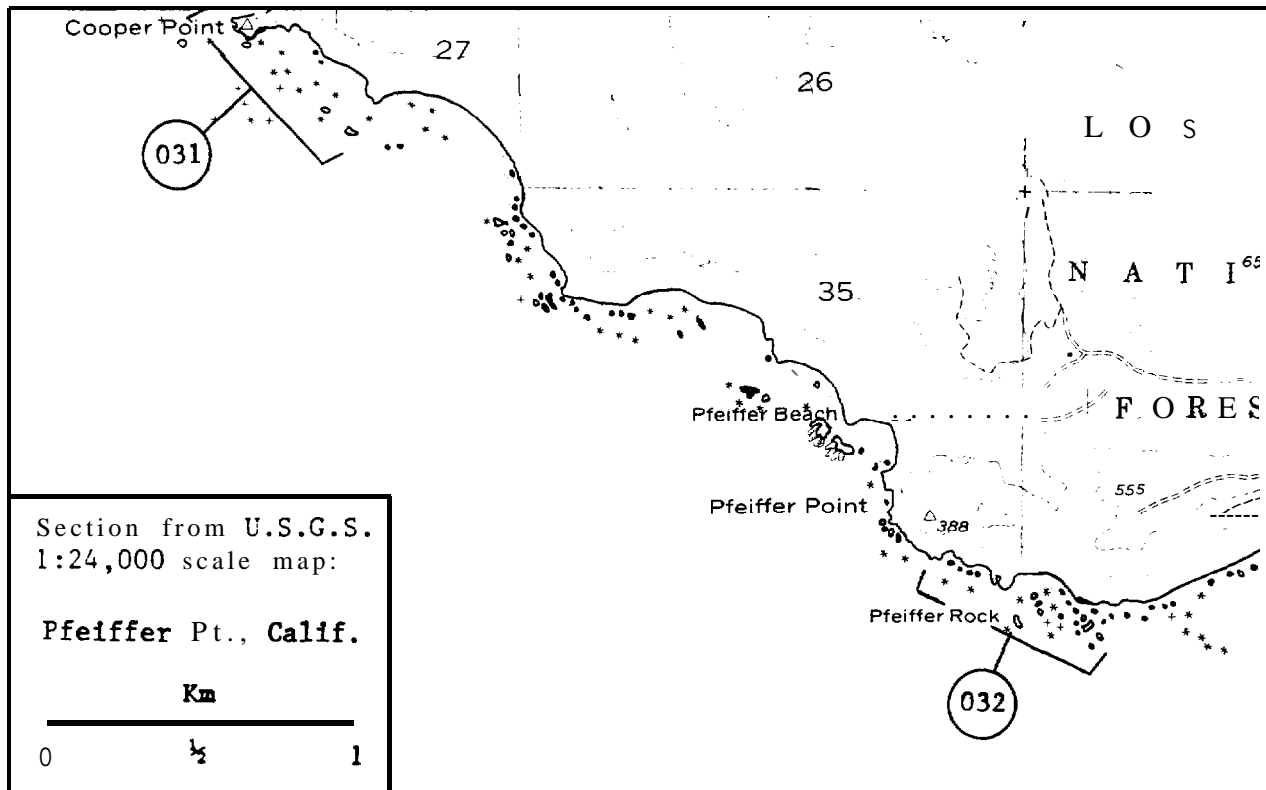 Cooper Point
27
26
031
L O S
35
N A T I
65
Pfeiffer Beach
F O R E S
Pfeiffer Point
388
555
Pfeiffer Rock
032
Section from U.S.G.S.
1:24,000 scale map:
Pfeiffer Pt., Calif.
Km
0 ½ 1